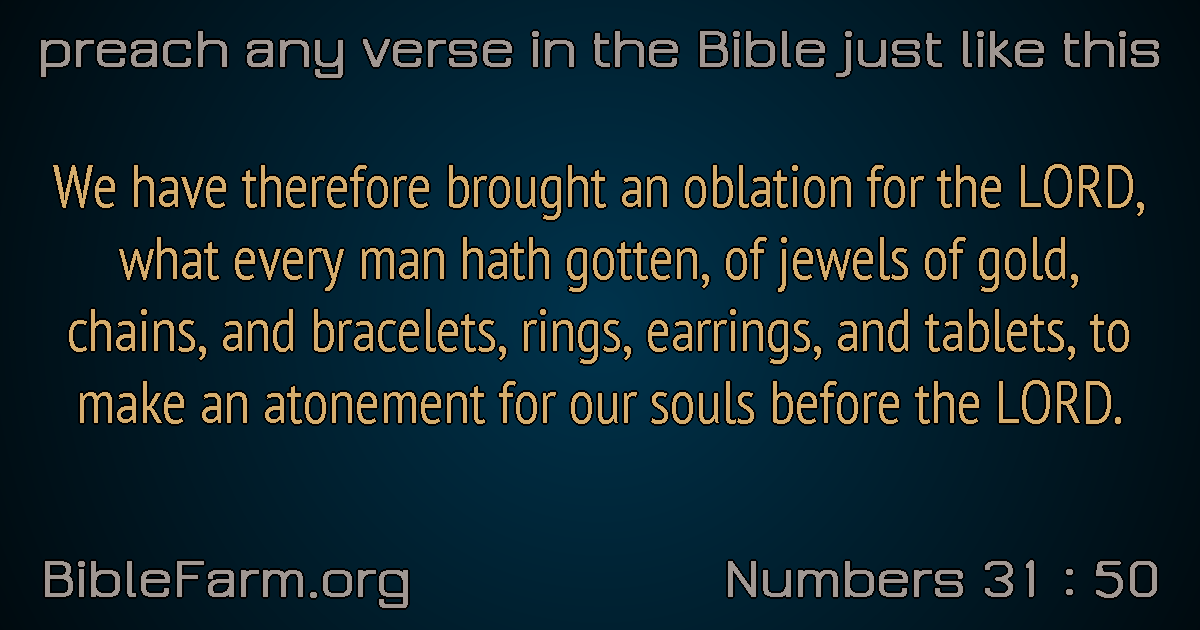 preach any verse in the Bible just like this
We have therefore brought an oblation for the LORD,
what every man hath gotten, of jewels of gold,
chains, and bracelets, rings, earrings, and tablets, to
make an atonement for our souls before the LORD.
BibleFarm.org
Numbers 31 : 50